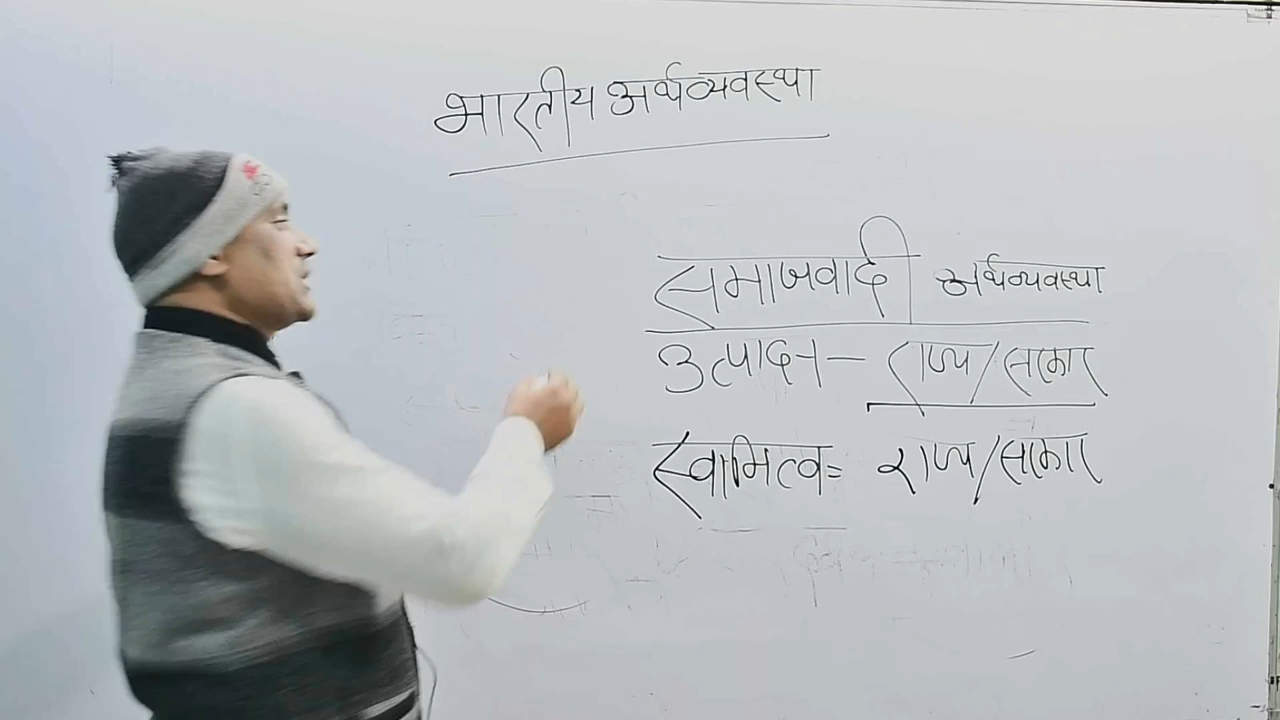 भारतीय अर्थव्यवस्था
समाजवादी अर्थव्यवस्था
उत्पादन - राज्य/सरकार
स्वामित्व = राज्य/सरकार